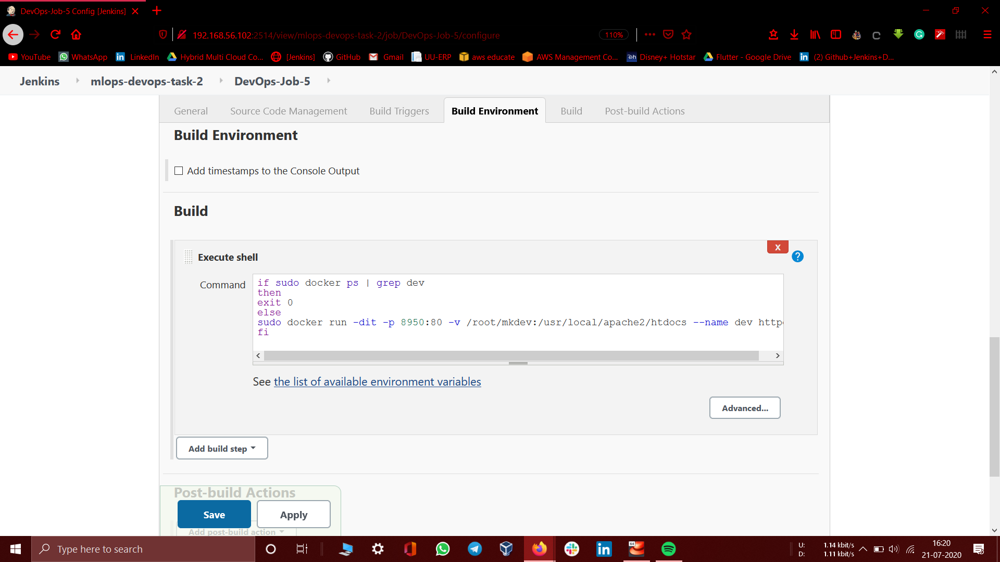 DevOps-Job-5 Config [Jenkins]
192.168.56.102:2514/view/mlops-devops-task-2/job/DevOps-Job-5/configure
110%
YouTube WhatsApp LinkedIn Hybrid Multi Cloud Co... [Jenkins] GitHub Gmail UU-ERP aws educate AWS Management Co... Disney+ Hotstar Flutter - Google Drive (2) Github+Jenkins+D...
Jenkins mlops-devops-task-2 DevOps-Job-5
General Source Code Management Build Triggers Build Environment Build Post-build Actions
Build Environment
Add timestamps to the Console Output
Build
X
Execute shell
?
Command
if sudo docker ps | grep dev
then
exit 0
else
sudo docker run -dit -p 8950:80 -v /root/mkdev:/usr/local/apache2/htdocs --name dev http
fi
See the list of available environment variables
Advanced...
Add build step
Post-build Actions
Save Apply
Add post-build action
Type here to search
U: 1.14 kbit/s
D: 1.11 kbit/s
16:20
21-07-2020